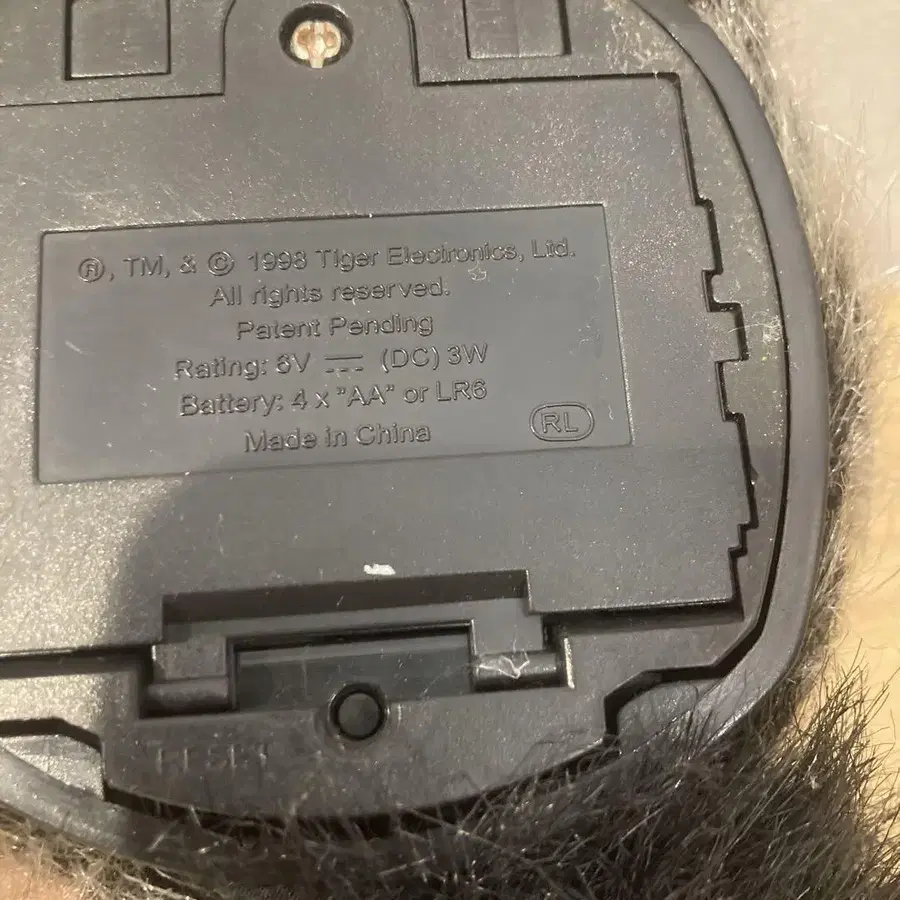 ®, TM, & © 1998 Tiger Electronics, Ltd.
All rights reserved.
Patent Pending
Rating: 6V ⎓ (DC) 3W
Battery: 4 x "AA" or LR6
Made in China
RL
RESET